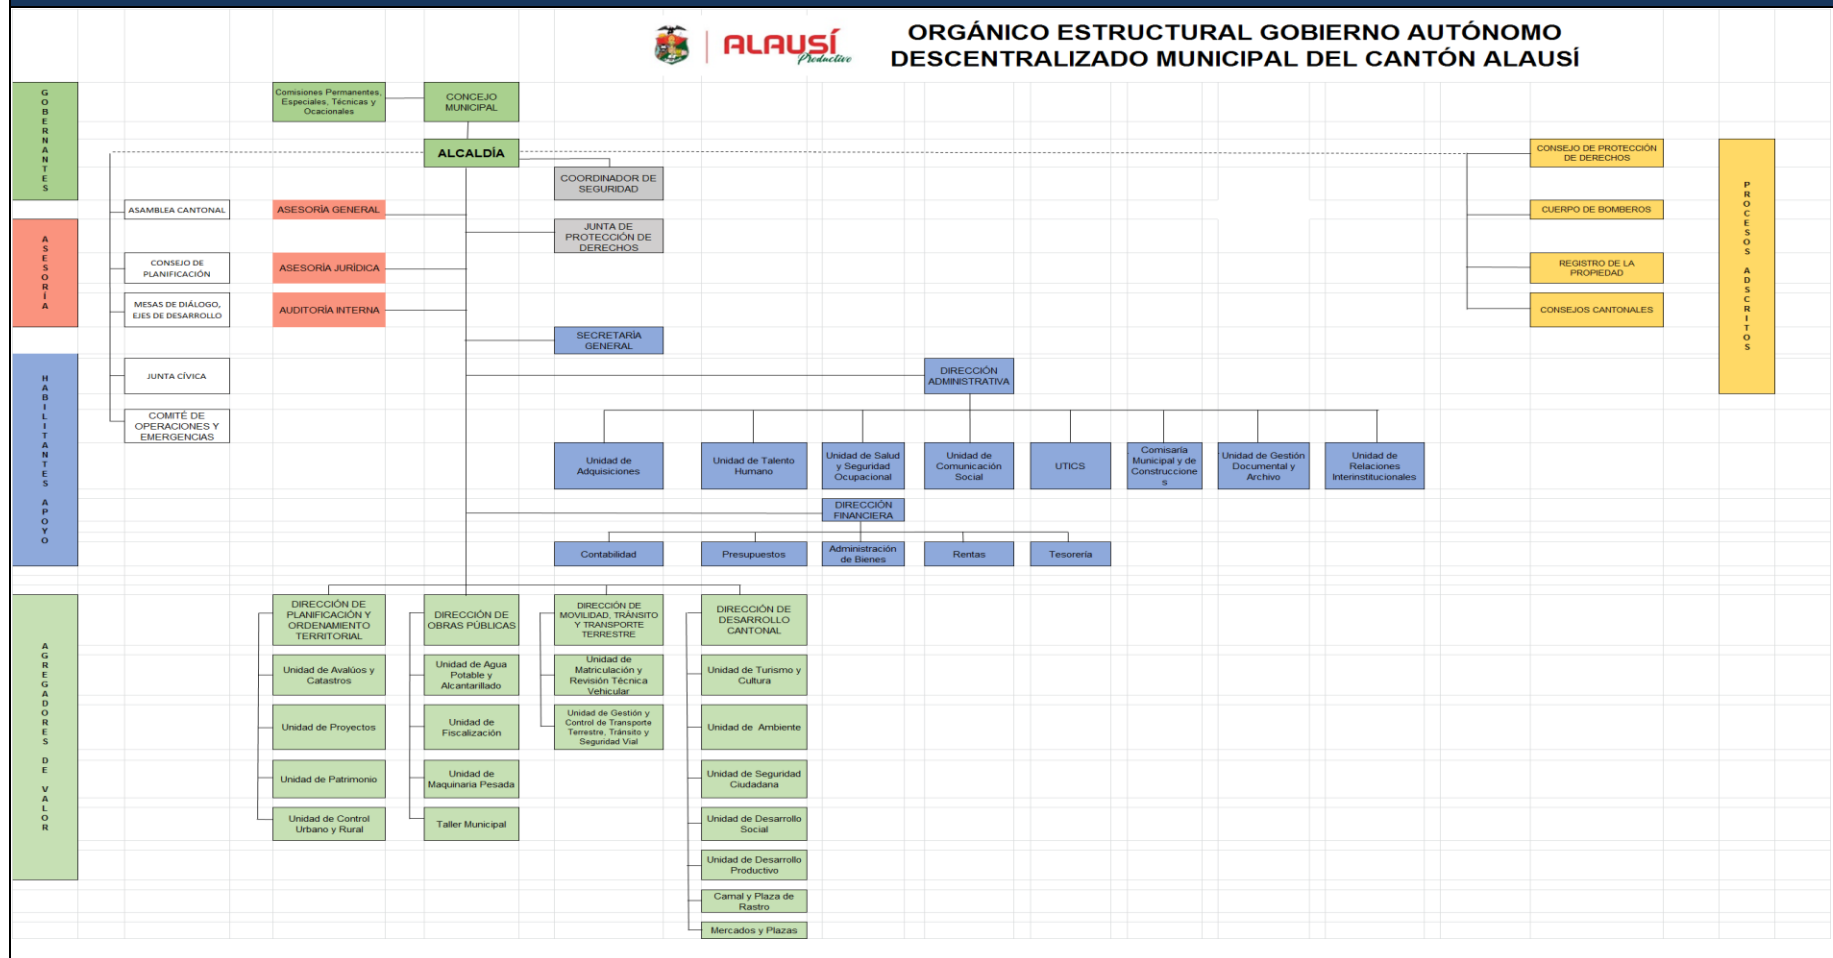 ALAUSÍ
Productivo
ORGÁNICO ESTRUCTURAL GOBIERNO AUTÓNOMO
DESCENTRALIZADO MUNICIPAL DEL CANTÓN ALAUSÍ
GOBERNANTES
Comisiones Permanentes,
Especiales, Técnicas y
Ocacionales
CONCEJO
MUNICIPAL
ALCALDÌA
COORDINADOR DE
SEGURIDAD
CONSEJO DE PROTECCIÓN
DE DERECHOS
PROCESOS ADSCRITOS
ASAMBLEA CANTONAL
ASESORÍA GENERAL
JUNTA DE
PROTECCIÓN DE
DERECHOS
CUERPO DE BOMBEROS
ASESORÍA
CONSEJO DE
PLANIFICACIÓN
ASESORÍA JURÍDICA
REGISTRO DE LA
PROPIEDAD
MESAS DE DIÁLOGO,
EJES DE DESARROLLO
AUDITORÌA INTERNA
CONSEJOS CANTONALES
SECRETARÍA
GENERAL
HABILITANTES APOYO
JUNTA CÍVICA
DIRECCIÓN
ADMINISTRATIVA
COMITÉ DE
OPERACIONES Y
EMERGENCIAS
Unidad de
Adquisiciones
Unidad de Talento
Humano
Unidad de Salud
y Seguridad
Ocupacional
Unidad de
Comunicación
Social
UTICS
Comisaría
Municipal y de
Construccione
s
Unidad de Gestión
Documental y
Archivo
Unidad de
Relaciones
Interinstitucionales
DIRECCIÓN
FINANCIERA
Contabilidad
Presupuestos
Administración
de Bienes
Rentas
Tesorería
AGREGADORES DE VALOR
DIRECCIÓN DE
PLANIFICACIÓN Y
ORDENAMIENTO
TERRITORIAL
DIRECCIÓN DE
OBRAS PÚBLICAS
DIRECCIÓN DE
MOVILIDAD, TRÁNSITO
Y TRANSPORTE
TERRESTRE
DIRECCIÓN DE
DESARROLLO
CANTONAL
Unidad de Avalúos y
Catastros
Unidad de Agua
Potable y
Alcantarillado
Unidad de
Matriculación y
Revisión Técnica
Vehicular
Unidad de Turismo y
Cultura
Unidad de Proyectos
Unidad de
Fiscalización
Unidad de Gestión y
Control de Transporte
Terrestre, Tránsito y
Seguridad Vial
Unidad de Ambiente
Unidad de Patrimonio
Unidad de
Maquinaria Pesada
Unidad de Seguridad
Ciudadana
Unidad de Control
Urbano y Rural
Taller Municipal
Unidad de Desarrollo
Social
Unidad de Desarrollo
Productivo
Camal y Plaza de
Rastro
Mercados y Plazas